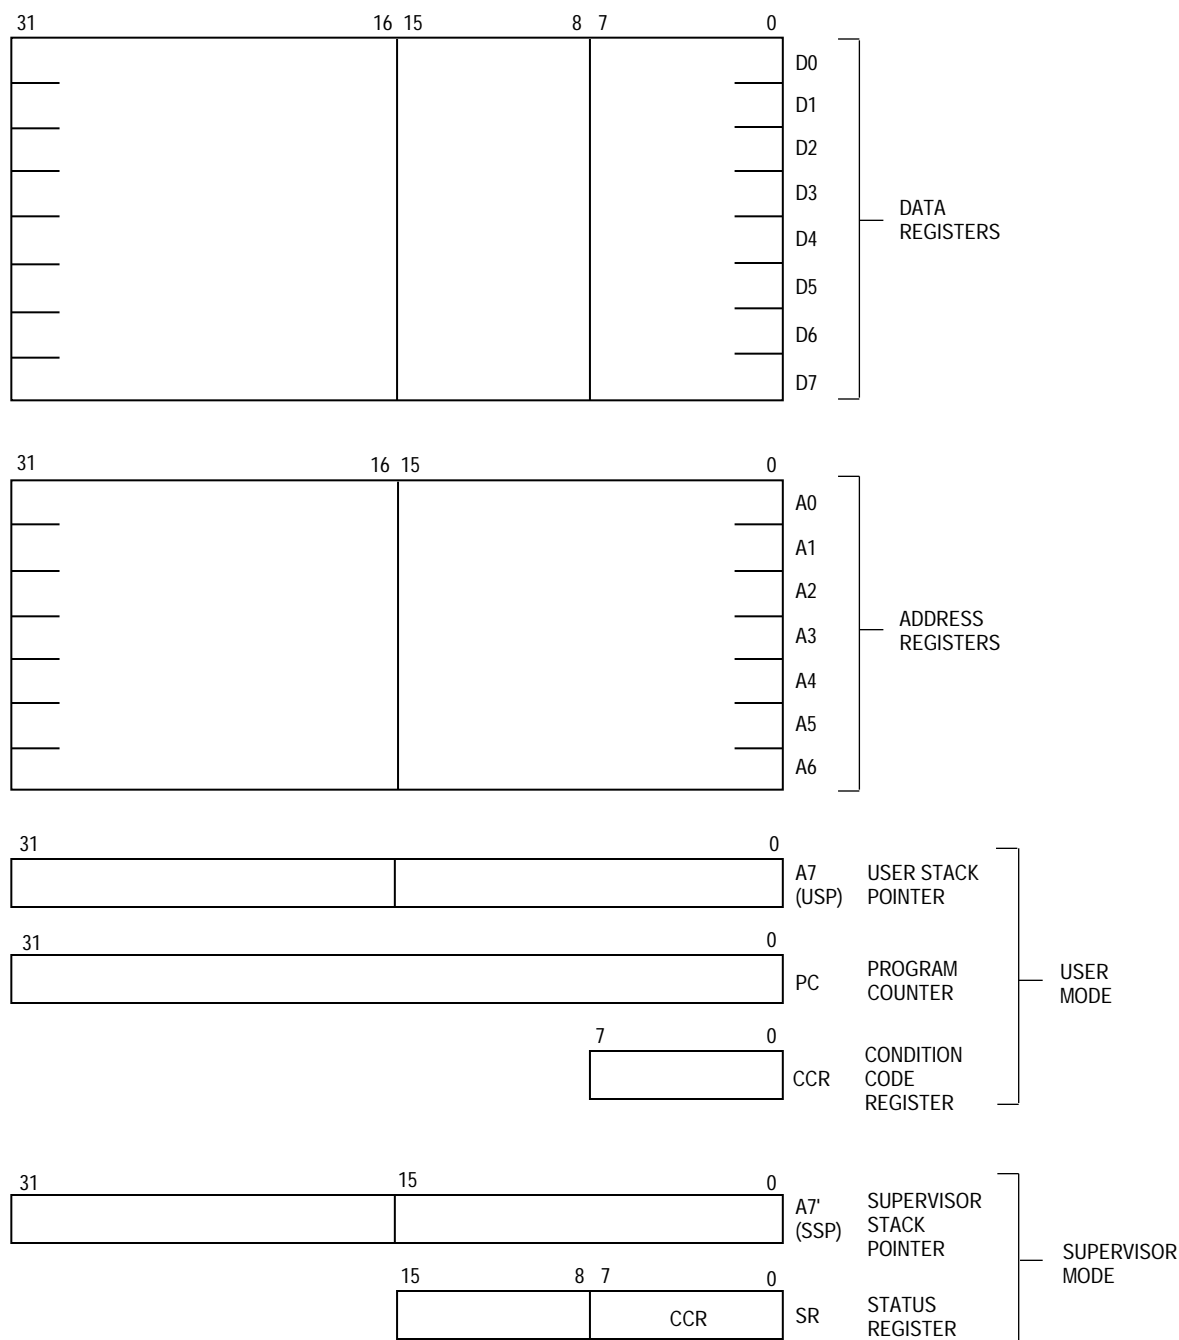 31 16 15 8 7 0
D0
D1
D2
D3
DATA
REGISTERS
D4
D5
D6
D7
31 16 15 0
A0
A1
A2
A3
ADDRESS
REGISTERS
A4
A5
A6
31 0
A7
(USP)
USER STACK
POINTER
31 0
PC
PROGRAM
COUNTER
USER
MODE
7 0
CCR
CONDITION
CODE
REGISTER
31 15 0
A7'
(SSP)
SUPERVISOR
STACK
POINTER
SUPERVISOR
MODE
15 8 7 0
CCR
SR
STATUS
REGISTER